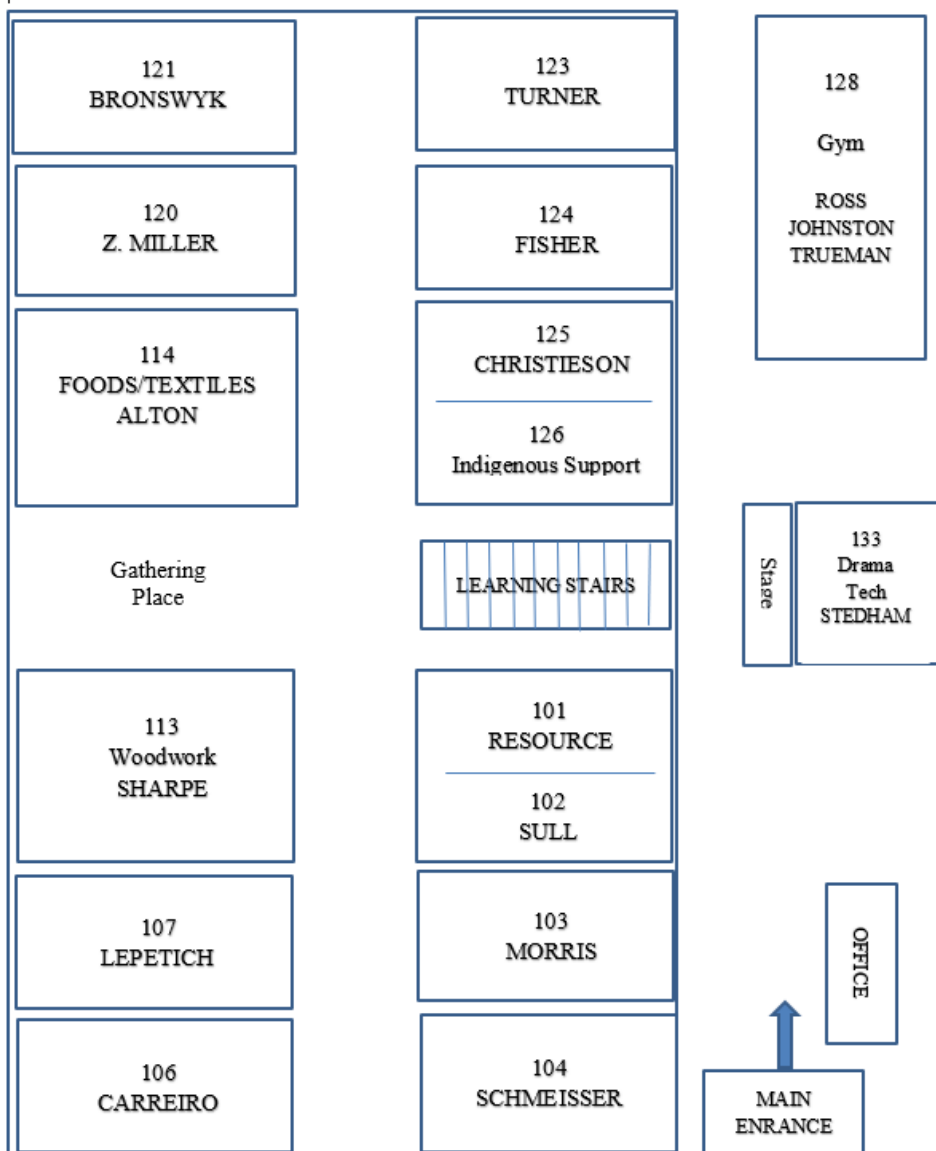 121
BRONSWYK
123
TURNER
128
Gym
ROSS
JOHNSTON
TRUEMAN
120
Z. MILLER
124
FISHER
114
FOODS/TEXTILES
ALTON
125
CHRISTIESON
126
Indigenous Support
Gathering
Place
LEARNING STAIRS
Stage
133
Drama
Tech
STEDHAM
113
Woodwork
SHARPE
101
RESOURCE
102
SULL
107
LEPETICH
103
MORRIS
OFFICE
106
CARREIRO
104
SCHMEISSER
MAIN
ENRANCE